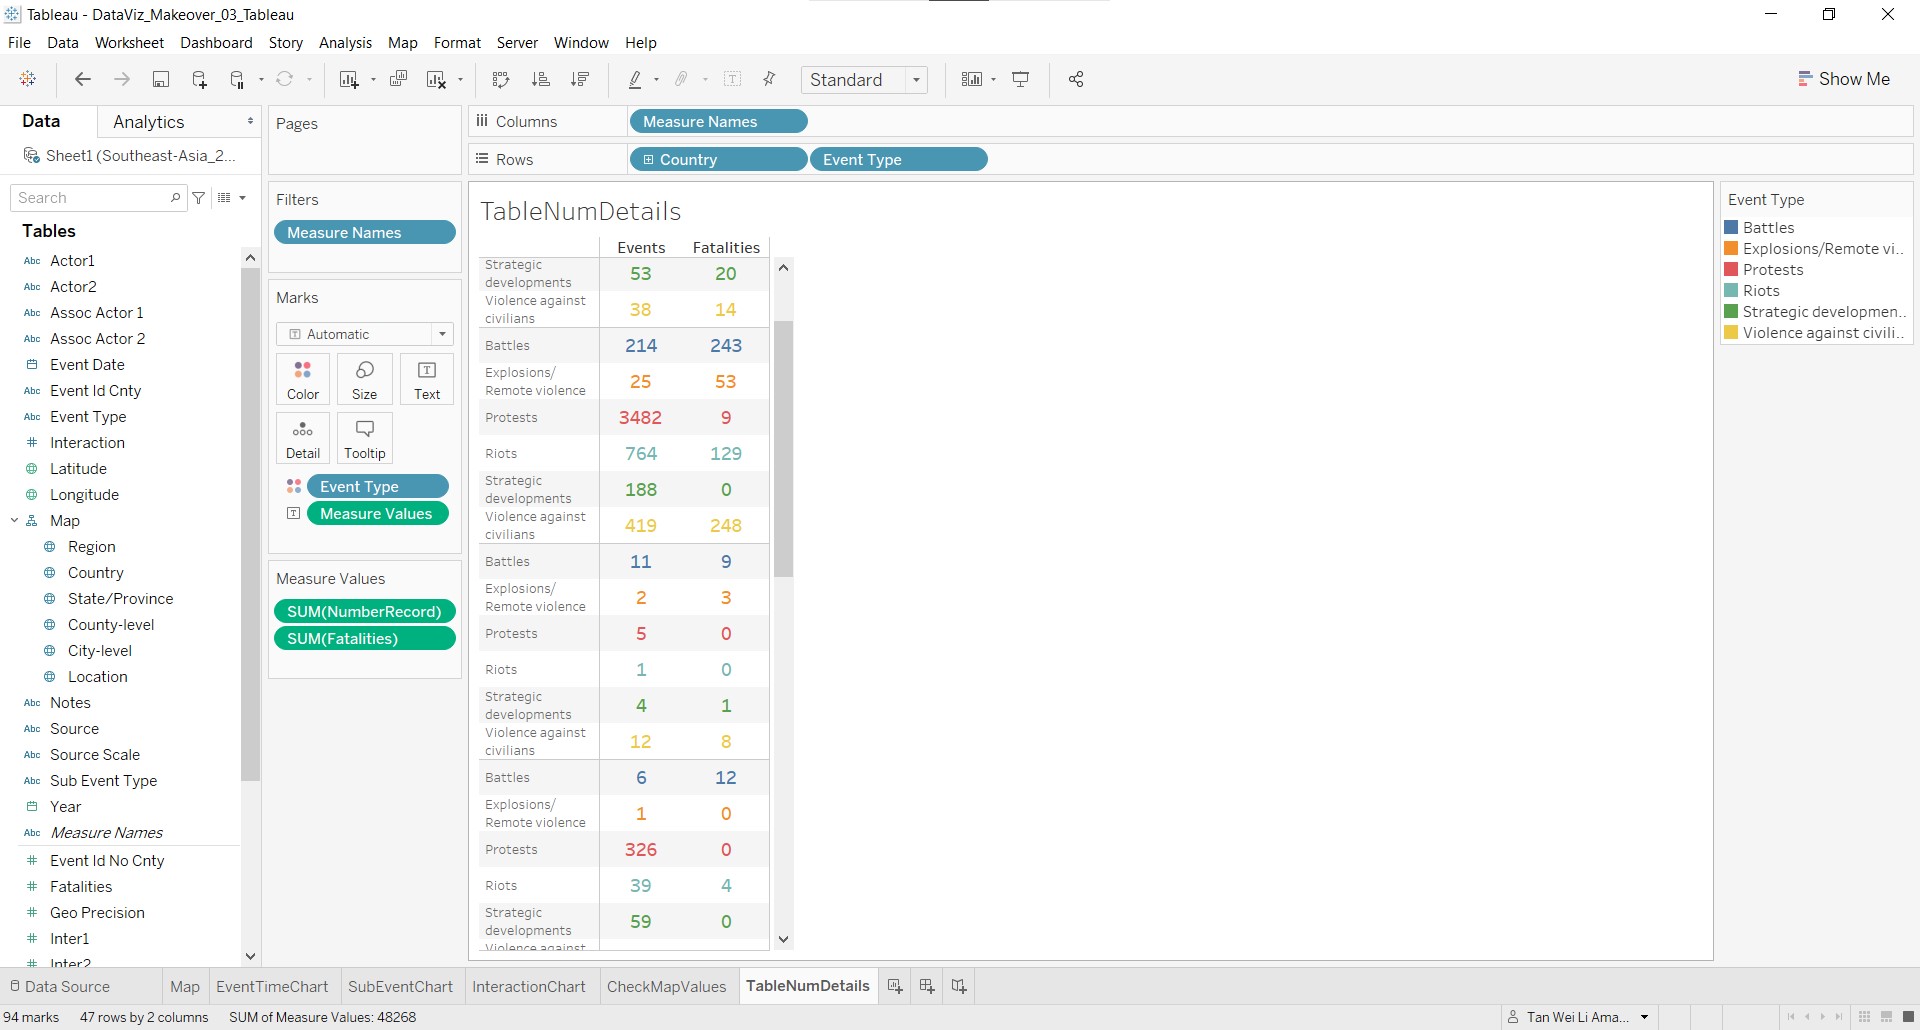 Tableau - DataViz_Makeover_03_Tableau
File Data Worksheet Dashboard Story Analysis Map Format Server Window Help
Standard
Show Me
Data Analytics
Sheet1 (Southeast-Asia_2...
Search
Tables
Abc Actor1
Abc Actor2
Abc Assoc Actor 1
Abc Assoc Actor 2
Event Date
Abc Event Id Cnty
Abc Event Type
# Interaction
Latitude
Longitude
Map
Region
Country
State/Province
County-level
City-level
Location
Abc Notes
Abc Source
Abc Source Scale
Abc Sub Event Type
Year
Abc Measure Names
# Event Id No Cnty
# Fatalities
# Geo Precision
# Inter1
# Inter2
Pages
Filters
Measure Names
Marks
Automatic
Color Size Text
Detail Tooltip
Event Type
Measure Values
Measure Values
SUM(NumberRecord)
SUM(Fatalities)
Columns Measure Names
Rows Country Event Type
TableNumDetails
Events Fatalities
Strategic
developments 53 20
Violence against
civilians 38 14
Battles 214 243
Explosions/
Remote violence 25 53
Protests 3482 9
Riots 764 129
Strategic
developments 188 0
Violence against
civilians 419 248
Battles 11 9
Explosions/
Remote violence 2 3
Protests 5 0
Riots 1 0
Strategic
developments 4 1
Violence against
civilians 12 8
Battles 6 12
Explosions/
Remote violence 1 0
Protests 326 0
Riots 39 4
Strategic
developments 59 0
Violence against
Event Type
Battles
Explosions/Remote vi..
Protests
Riots
Strategic developmen..
Violence against civili..
Data Source Map EventTimeChart SubEventChart InteractionChart CheckMapValues TableNumDetails
94 marks 47 rows by 2 columns SUM of Measure Values: 48268 Tan Wei Li Ama...